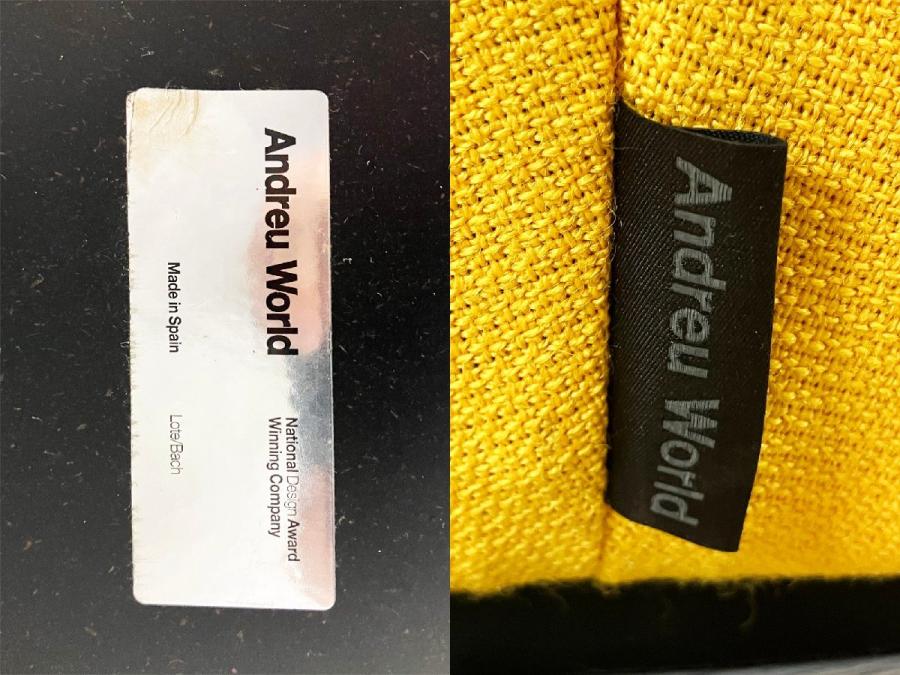 Andreu World
National Design Award
Winning Company
Made in Spain
Lote/Bach
Andreu World